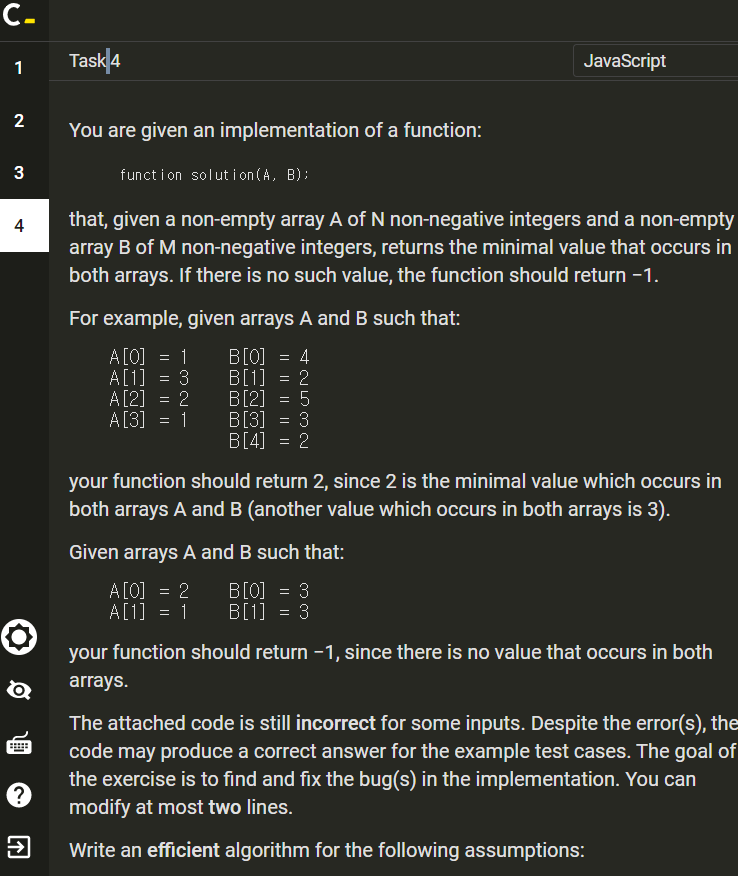 C_
Task 4
JavaScript
1
2
3
4
You are given an implementation of a function:
function solution(A, B);
that, given a non-empty array A of N non-negative integers and a non-empty
array B of M non-negative integers, returns the minimal value that occurs in
both arrays. If there is no such value, the function should return −1.
For example, given arrays A and B such that:
A[0] = 1    B[0] = 4
A[1] = 3    B[1] = 2
A[2] = 2    B[2] = 5
A[3] = 1    B[3] = 3
B[4] = 2
your function should return 2, since 2 is the minimal value which occurs in
both arrays A and B (another value which occurs in both arrays is 3).
Given arrays A and B such that:
A[0] = 2    B[0] = 3
A[1] = 1    B[1] = 3
your function should return −1, since there is no value that occurs in both
arrays.
The attached code is still incorrect for some inputs. Despite the error(s), the
code may produce a correct answer for the example test cases. The goal of
the exercise is to find and fix the bug(s) in the implementation. You can
modify at most two lines.
Write an efficient algorithm for the following assumptions:
?